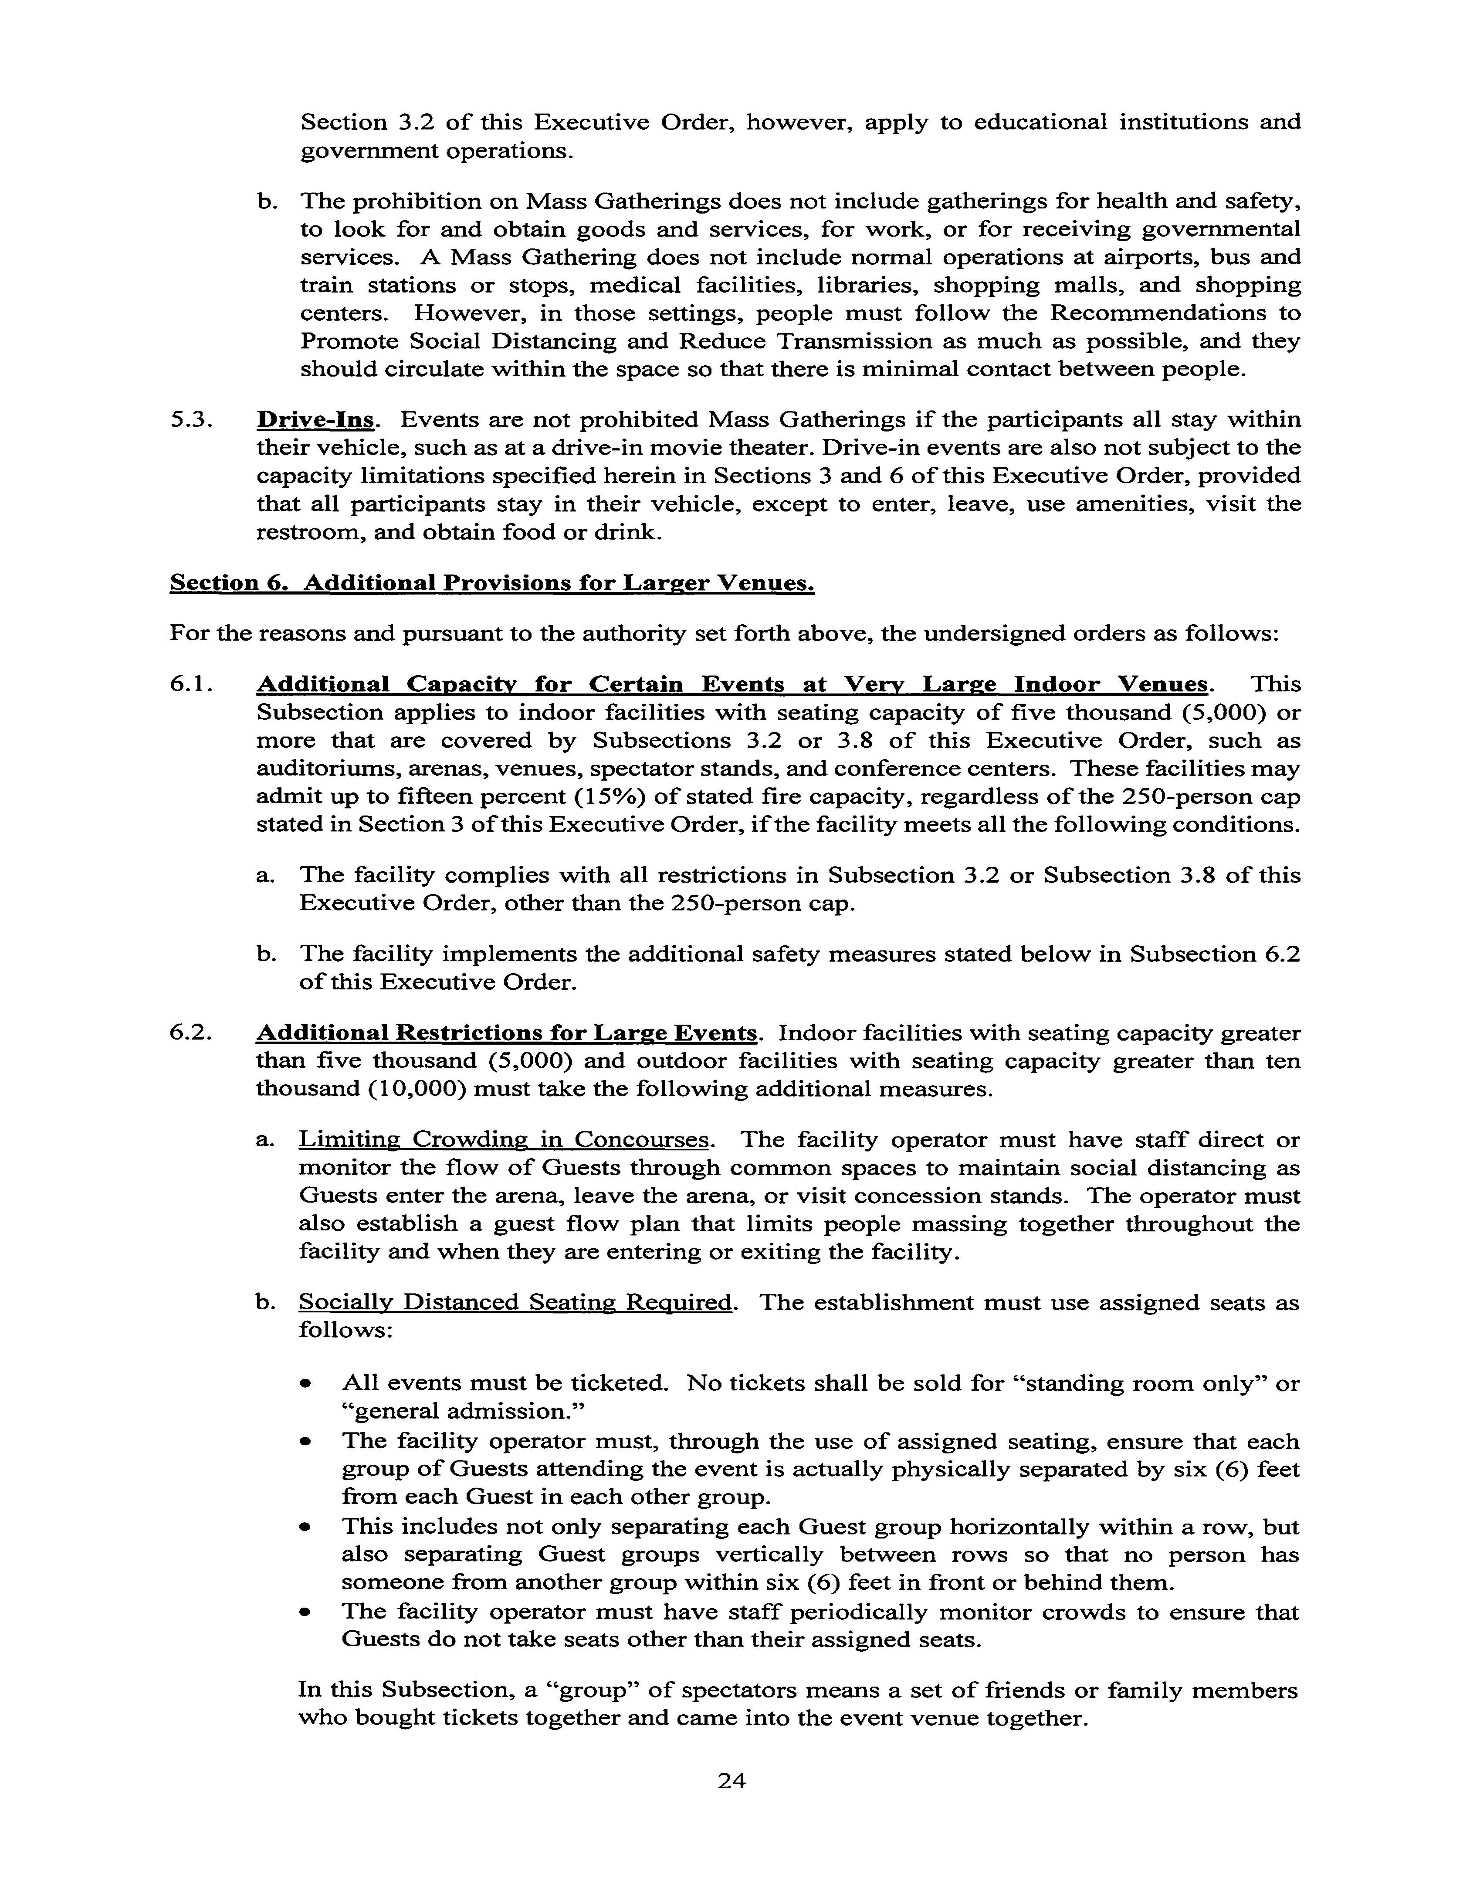 Section 3.2 of this Executive Order, however, apply to educational institutions and
government operations.
b. The prohibition on Mass Gatherings does not include gatherings for health and safety,
to look for and obtain goods and services, for work, or for receiving governmental
services. A Mass Gathering does not include normal operations at airports, bus and
train stations or stops, medical facilities, libraries, shopping malls, and shopping
centers. However, in those settings, people must follow the Recommendations to
Promote Social Distancing and Reduce Transmission as much as possible, and they
should circulate within the space so that there is minimal contact between people.
5.3. Drive-Ins. Events are not prohibited Mass Gatherings if the participants all stay within
their vehicle, such as at a drive-in movie theater. Drive-in events are also not subject to the
capacity limitations specified herein in Sections 3 and 6 of this Executive Order, provided
that all participants stay in their vehicle, except to enter, leave, use amenities, visit the
restroom, and obtain food or drink.
Section 6. Additional Provisions for Larger Venues.
For the reasons and pursuant to the authority set forth above, the undersigned orders as follows:
6.1. Additional Capacity for Certain Events at Very Large Indoor Venues. This
Subsection applies to indoor facilities with seating capacity of five thousand (5,000) or
more that are covered by Subsections 3.2 or 3.8 of this Executive Order, such as
auditoriums, arenas, venues, spectator stands, and conference centers. These facilities may
admit up to fifteen percent (15%) of stated fire capacity, regardless of the 250-person cap
stated in Section 3 of this Executive Order, if the facility meets all the following conditions.
a. The facility complies with all restrictions in Subsection 3.2 or Subsection 3.8 of this
Executive Order, other than the 250-person cap.
b. The facility implements the additional safety measures stated below in Subsection 6.2
of this Executive Order.
6.2. Additional Restrictions for Large Events. Indoor facilities with seating capacity greater
than five thousand (5,000) and outdoor facilities with seating capacity greater than ten
thousand (10,000) must take the following additional measures.
a. Limiting Crowding in Concourses. The facility operator must have staff direct or
monitor the flow of Guests through common spaces to maintain social distancing as
Guests enter the arena, leave the arena, or visit concession stands. The operator must
also establish a guest flow plan that limits people massing together throughout the
facility and when they are entering or exiting the facility.
b. Socially Distanced Seating Required. The establishment must use assigned seats as
follows:
• All events must be ticketed. No tickets shall be sold for “standing room only” or
“general admission.”
• The facility operator must, through the use of assigned seating, ensure that each
group of Guests attending the event is actually physically separated by six (6) feet
from each Guest in each other group.
• This includes not only separating each Guest group horizontally within a row, but
also separating Guest groups vertically between rows so that no person has
someone from another group within six (6) feet in front or behind them.
• The facility operator must have staff periodically monitor crowds to ensure that
Guests do not take seats other than their assigned seats.
In this Subsection, a “group” of spectators means a set of friends or family members
who bought tickets together and came into the event venue together.
24